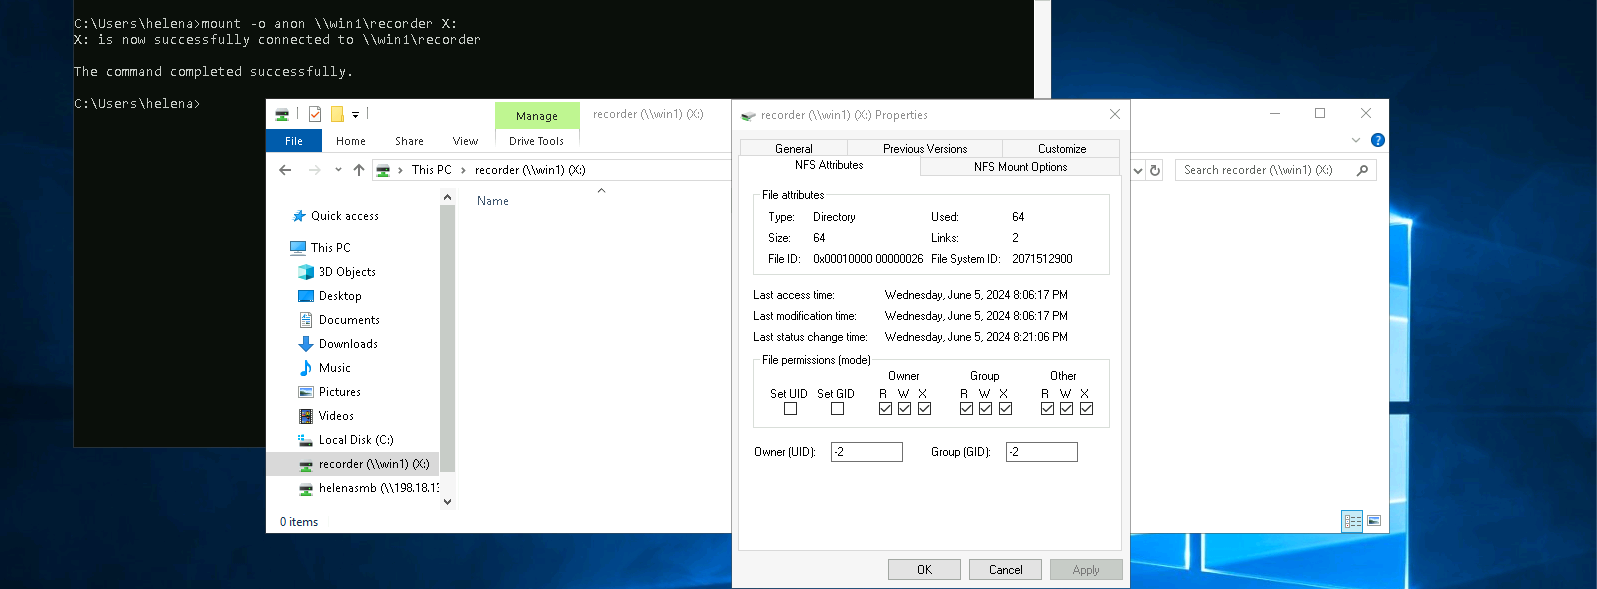 C:\Users\helena>mount -o anon \\win1\recorder X:
X: is now successfully connected to \\win1\recorder
The command completed successfully.
C:\Users\helena>
Manage
recorder (\\win1) (X:)
File
Home
Share
View
Drive Tools
This PC
recorder (\\win1) (X:)
Search recorder (\\win1) (X:)
Name
Quick access
This PC
3D Objects
Desktop
Documents
Downloads
Music
Pictures
Videos
Local Disk (C:)
recorder (\\win1) (X:)
helenasmb (\\198.18.13
0 items
recorder (\\win1) (X:) Properties
General
Previous Versions
Customize
NFS Attributes
NFS Mount Options
File attributes
Type: Directory Used: 64
Size: 64 Links: 2
File ID: 0x00010000 00000026 File System ID: 2071512900
Last access time: Wednesday, June 5, 2024 8:06:17 PM
Last modification time: Wednesday, June 5, 2024 8:06:17 PM
Last status change time: Wednesday, June 5, 2024 8:21:06 PM
File permissions (mode)
Owner Group Other
Set UID Set GID R W X R W X R W X
Owner (UID): -2 Group (GID): -2
OK
Cancel
Apply